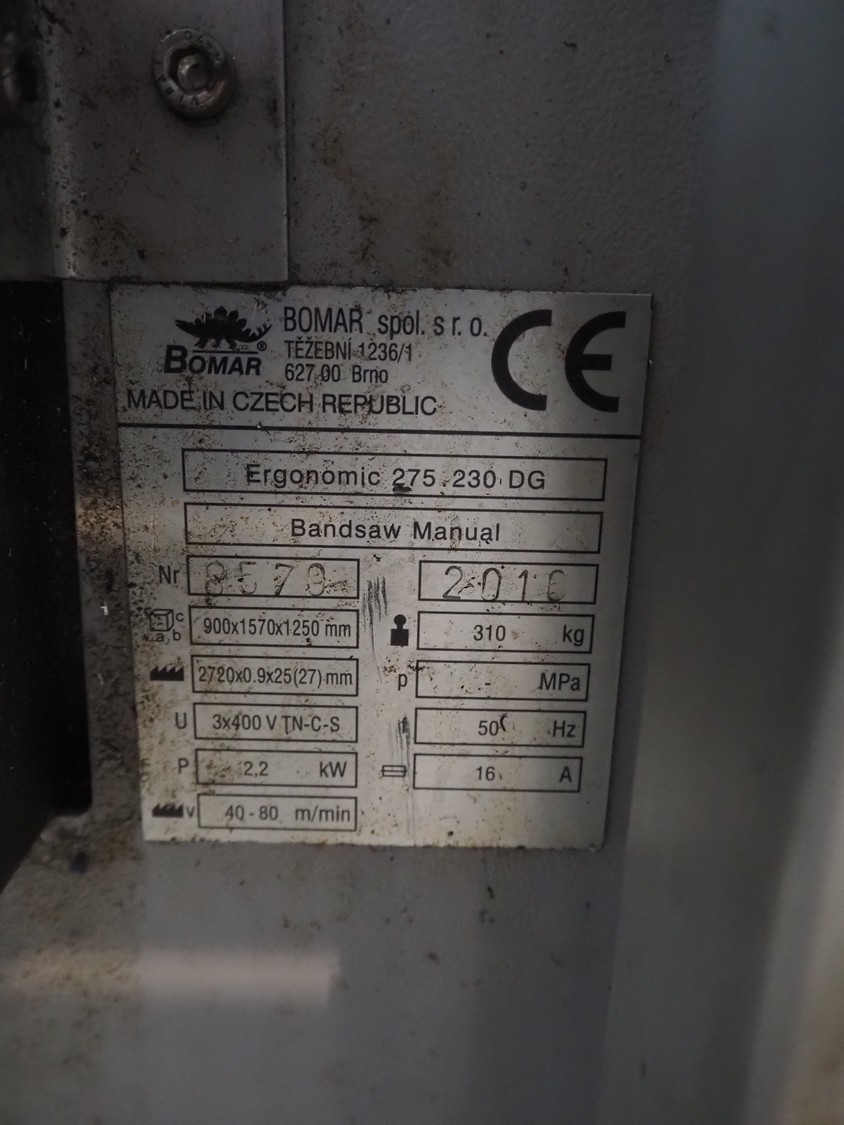 BOMAR®
BOMAR spol. s r. o.
TĚŽEBNÍ 1236/1
627 00 Brno
CE
MADE IN CZECH REPUBLIC
Ergonomic 275.230 DG
Bandsaw Manual
Nr 8579 2016
c
a,b 900x1570x1250 mm 310 kg
2720x0.9x25(27) mm p - MPa
U 3x400 V TN-C-S 50 Hz
P 2,2 kW 16 A
v 40 - 80 m/min